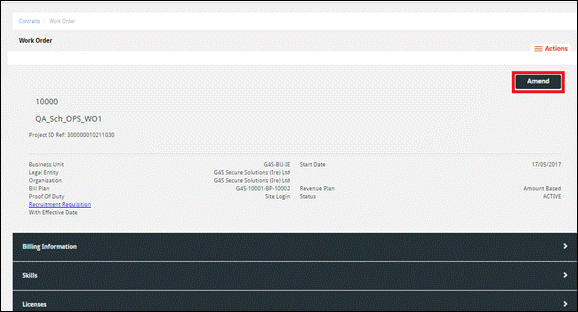 Contracts / Work Order
Work Order
Actions
Amend
10000
QA_Sch_OPS_WO1
Project ID Ref: 300000010211030
Business Unit G4S-BU-IE Start Date 17/05/2017
Legal Entity G4S Secure Solutions (Ire) Ltd
Organization G4S Secure Solutions (Ire) Ltd
Bill Plan G4S-10001-BP-10002 Revenue Plan Amount Based
Proof Of Duty Site Login Status ACTIVE
Recruitment Requisition
With Effective Date
Billing Information
Skills
Licenses